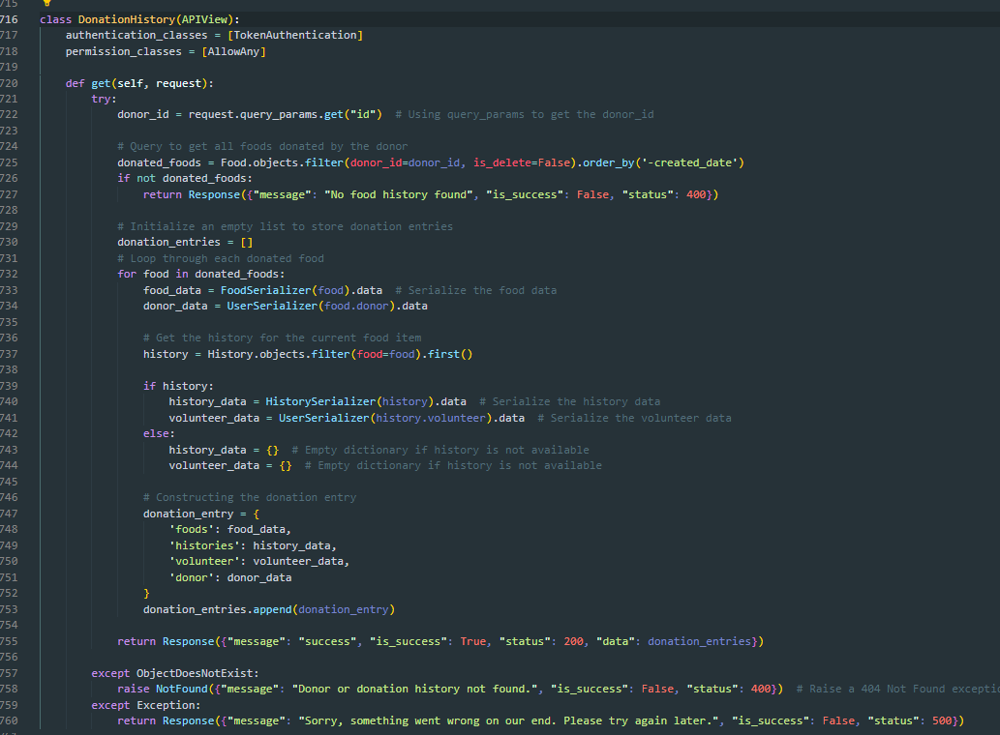 715
716 class DonationHistory(APIView):
717     authentication_classes = [TokenAuthentication]
718     permission_classes = [AllowAny]
719
720     def get(self, request):
721         try:
722             donor_id = request.query_params.get("id")  # Using query_params to get the donor_id
723
724             # Query to get all foods donated by the donor
725             donated_foods = Food.objects.filter(donor_id=donor_id, is_delete=False).order_by('-created_date')
726             if not donated_foods:
727                 return Response({"message": "No food history found", "is_success": False, "status": 400})
728
729             # Initialize an empty list to store donation entries
730             donation_entries = []
731             # Loop through each donated food
732             for food in donated_foods:
733                 food_data = FoodSerializer(food).data  # Serialize the food data
734                 donor_data = UserSerializer(food.donor).data
735
736                 # Get the history for the current food item
737                 history = History.objects.filter(food=food).first()
738
739                 if history:
740                     history_data = HistorySerializer(history).data  # Serialize the history data
741                     volunteer_data = UserSerializer(history.volunteer).data  # Serialize the volunteer data
742                 else:
743                     history_data = {}  # Empty dictionary if history is not available
744                     volunteer_data = {}  # Empty dictionary if history is not available
745
746                 # Constructing the donation entry
747                 donation_entry = {
748                     'foods': food_data,
749                     'histories': history_data,
750                     'volunteer': volunteer_data,
751                     'donor': donor_data
752                 }
753                 donation_entries.append(donation_entry)
754
755             return Response({"message": "success", "is_success": True, "status": 200, "data": donation_entries})
756
757         except ObjectDoesNotExist:
758             raise NotFound({"message": "Donor or donation history not found.", "is_success": False, "status": 400})  # Raise a 404 Not Found
759         except Exception:
760             return Response({"message": "Sorry, something went wrong on our end. Please try again later.", "is_success": False, "status": 500})